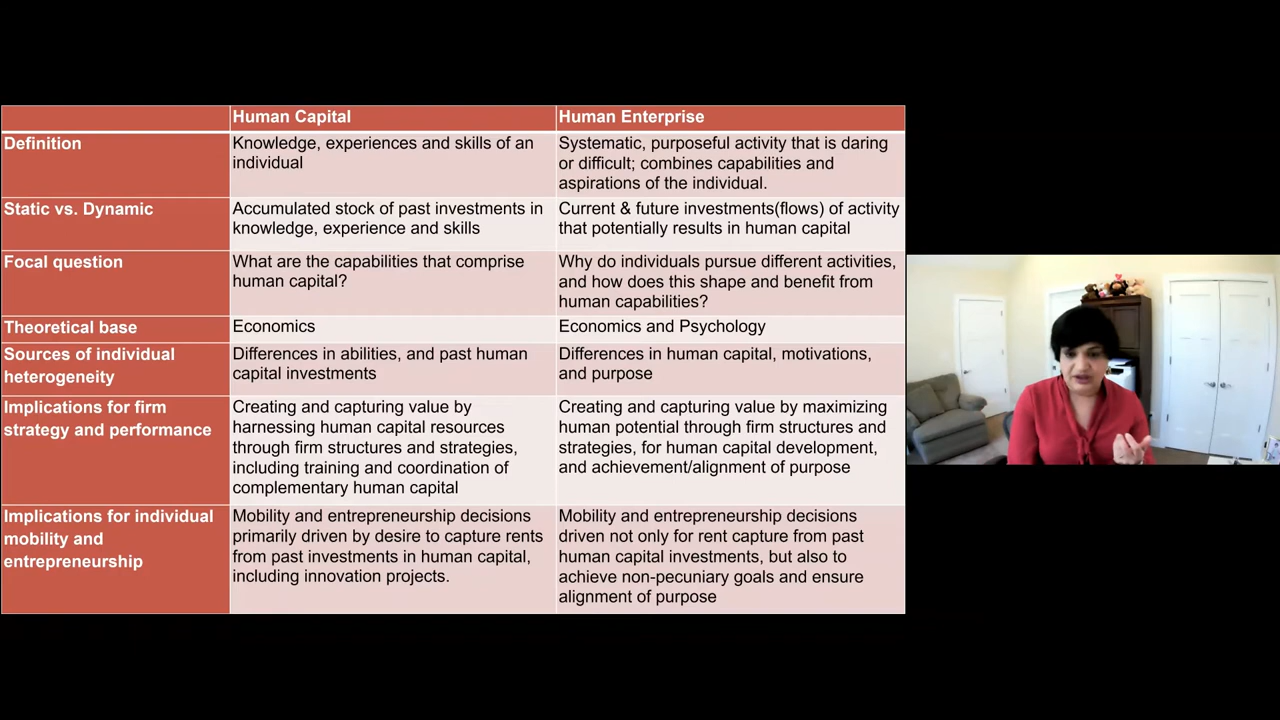 Human Capital
Human Enterprise
Definition
Knowledge, experiences and skills of an
individual
Systematic, purposeful activity that is daring
or difficult; combines capabilities and
aspirations of the individual.
Static vs. Dynamic
Accumulated stock of past investments in
knowledge, experience and skills
Current & future investments(flows) of activity
that potentially results in human capital
Focal question
What are the capabilities that comprise
human capital?
Why do individuals pursue different activities,
and how does this shape and benefit from
human capabilities?
Theoretical base
Economics
Economics and Psychology
Sources of individual
heterogeneity
Differences in abilities, and past human
capital investments
Differences in human capital, motivations,
and purpose
Implications for firm
strategy and performance
Creating and capturing value by
harnessing human capital resources
through firm structures and strategies,
including training and coordination of
complementary human capital
Creating and capturing value by maximizing
human potential through firm structures and
strategies, for human capital development,
and achievement/alignment of purpose
Implications for individual
mobility and
entrepreneurship
Mobility and entrepreneurship decisions
primarily driven by desire to capture rents
from past investments in human capital,
including innovation projects.
Mobility and entrepreneurship decisions
driven not only for rent capture from past
human capital investments, but also to
achieve non-pecuniary goals and ensure
alignment of purpose